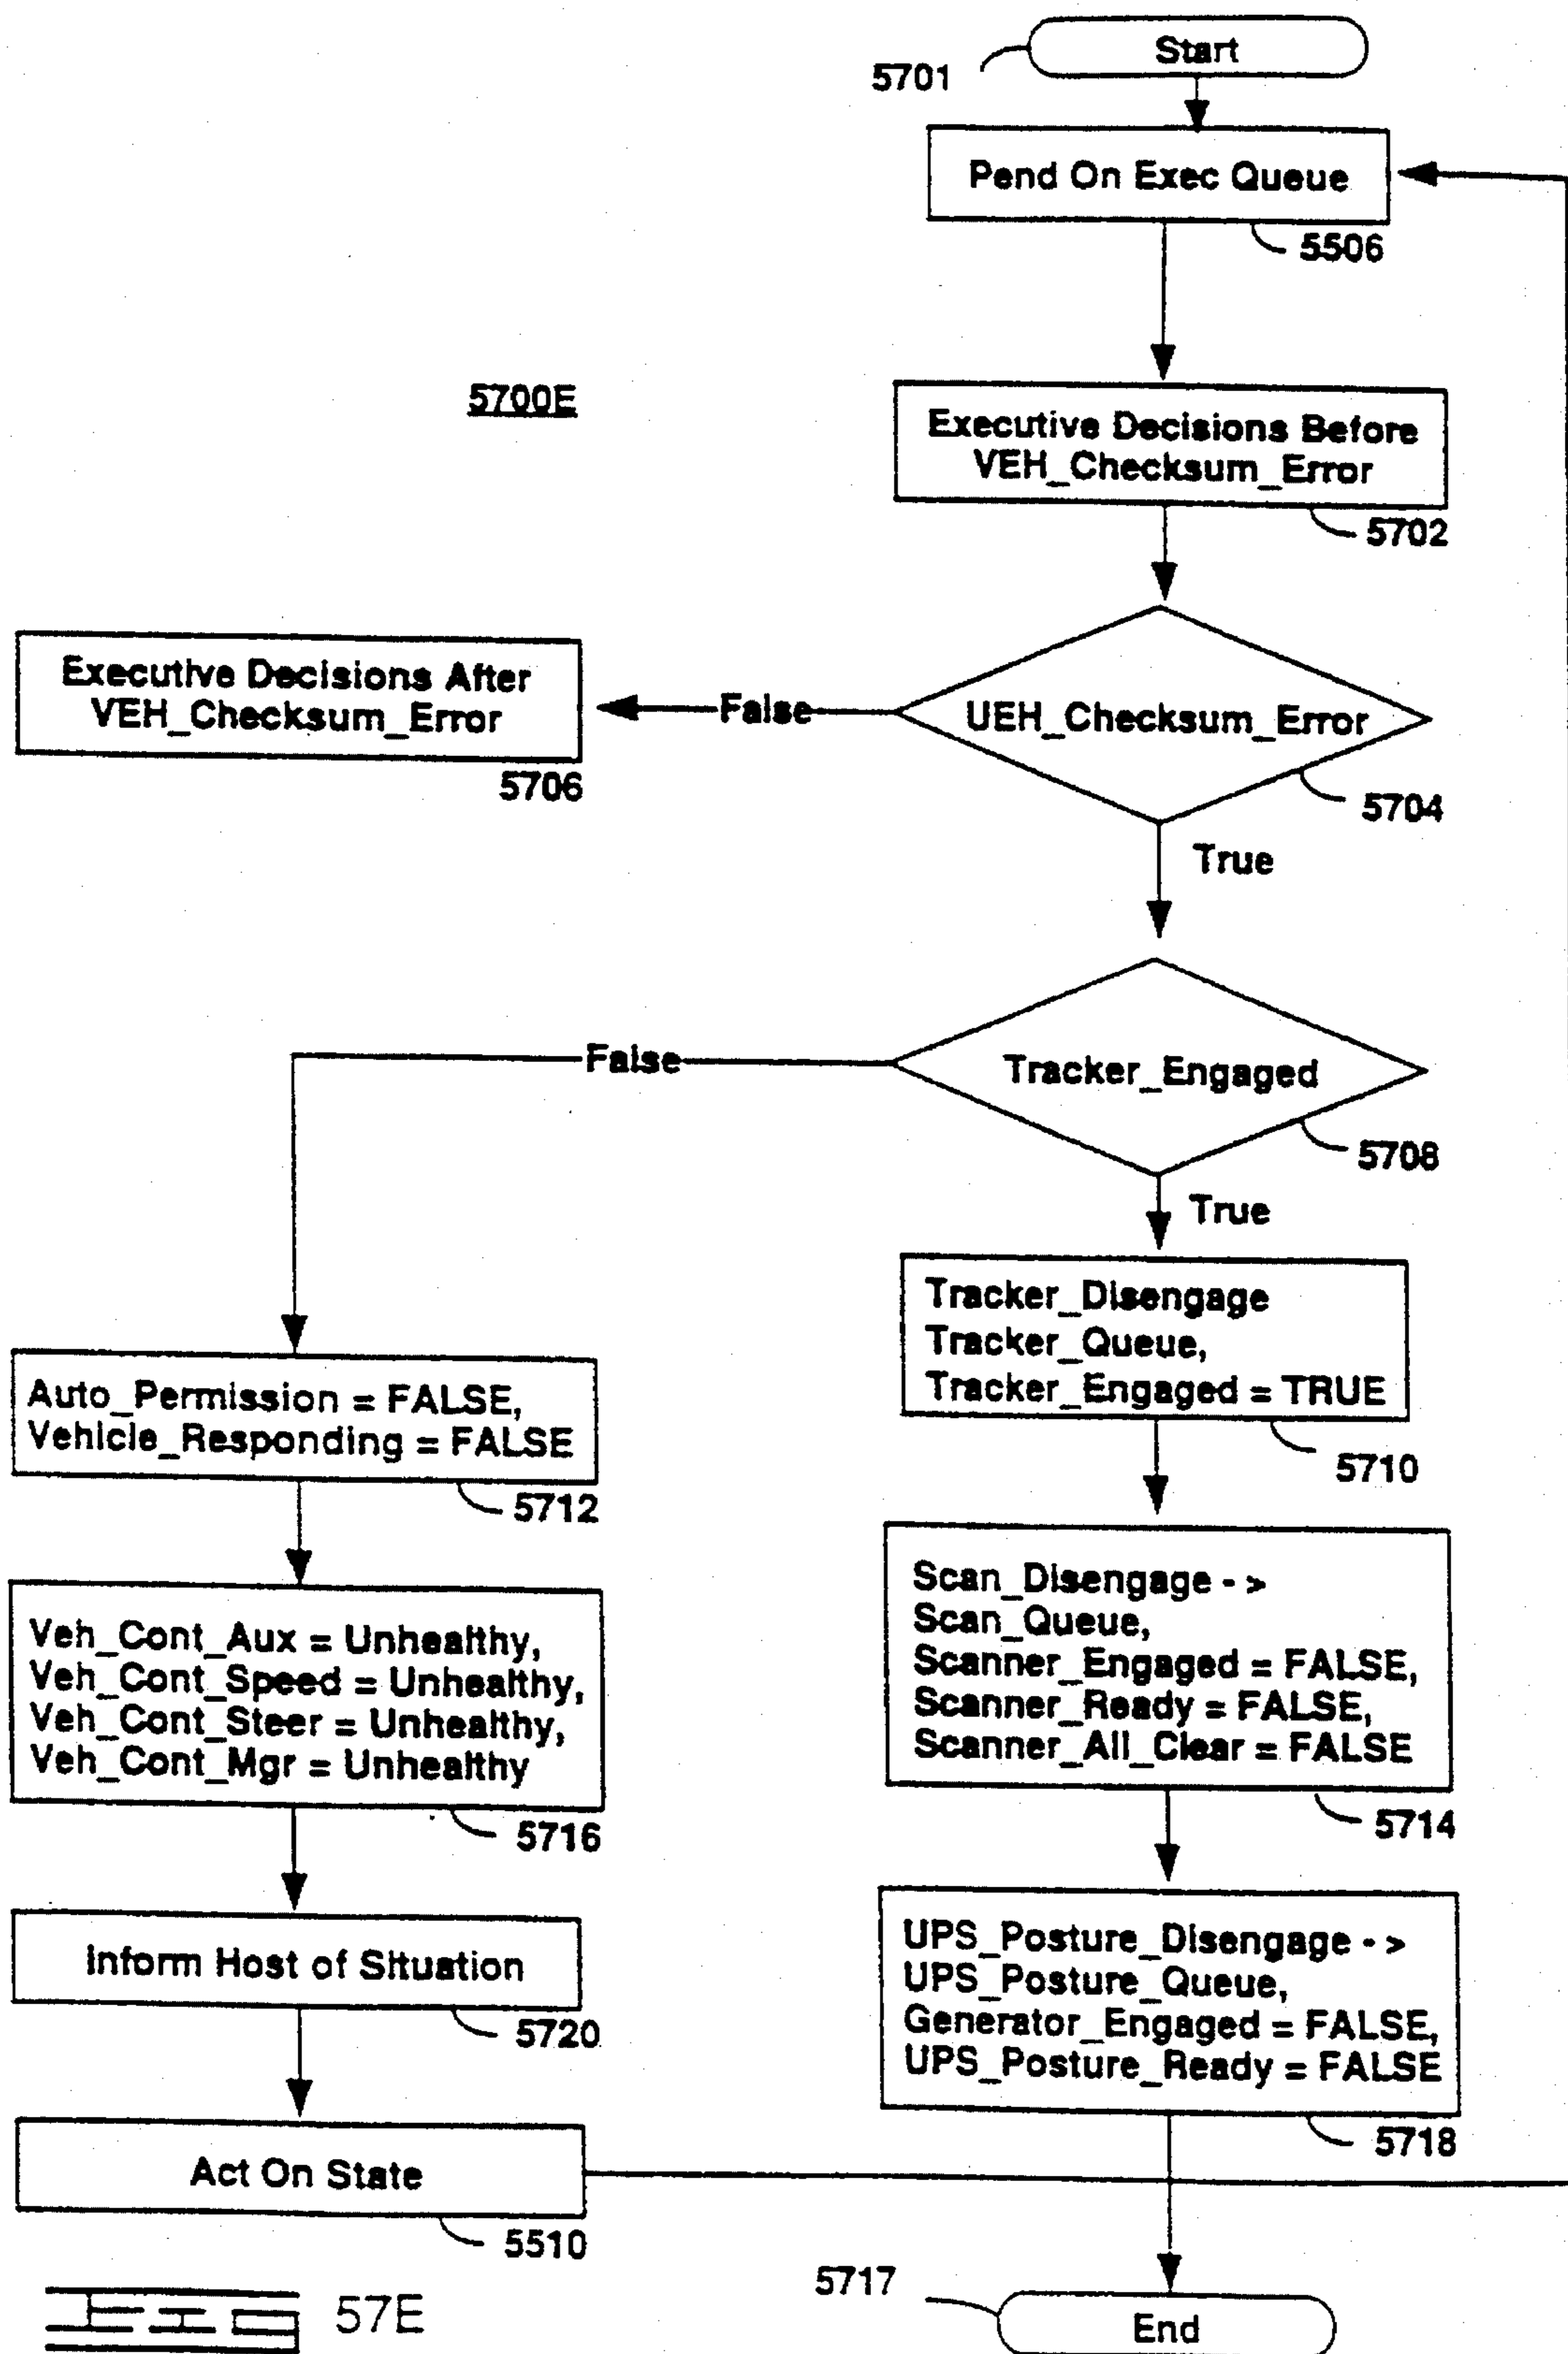 Start
5701
Pend On Exec Queue
5506
5700E
Executive Decisions Before
VEH_Checksum_Error
5702
Executive Decisions After
VEH_Checksum_Error
5706
False
UEH_Checksum_Error
5704
True
False
Tracker_Engaged
5708
True
Tracker_Disengage
Tracker_Queue,
Tracker_Engaged = TRUE
5710
Auto_Permission = FALSE,
Vehicle_Responding = FALSE
5712
Scan_Disengage - >
Scan_Queue,
Scanner_Engaged = FALSE,
Scanner_Ready = FALSE,
Scanner_All_Clear = FALSE
5714
Veh_Cont_Aux = Unhealthy,
Veh_Cont_Speed = Unhealthy,
Veh_Cont_Steer = Unhealthy,
Veh_Cont_Mgr = Unhealthy
5716
UPS_Posture_Disengage - >
UPS_Posture_Queue,
Generator_Engaged = FALSE,
UPS_Posture_Ready = FALSE
5718
Inform Host of Situation
5720
Act On State
5510
5717
End
FIG 57E